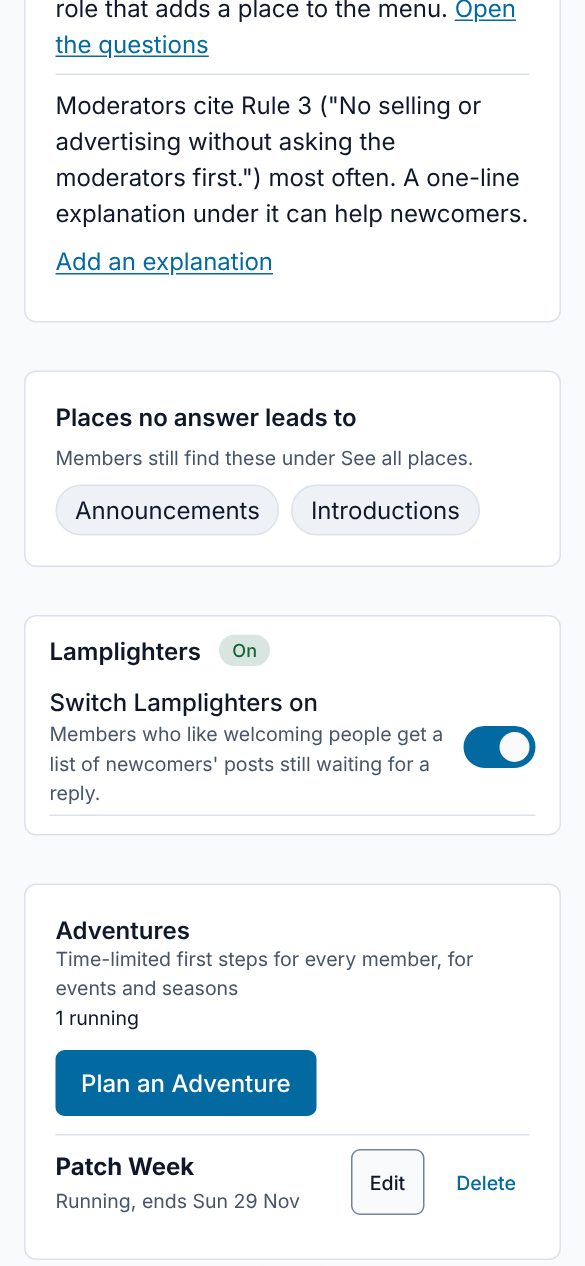 role that adds a place to the menu. Open
the questions
Moderators cite Rule 3 ("No selling or
advertising without asking the
moderators first.") most often. A one-line
explanation under it can help newcomers.
Add an explanation
Places no answer leads to
Members still find these under See all places.
Announcements Introductions
Lamplighters On
Switch Lamplighters on
Members who like welcoming people get a
list of newcomers' posts still waiting for a
reply.
Adventures
Time-limited first steps for every member, for
events and seasons
1 running
Plan an Adventure
Patch Week
Running, ends Sun 29 Nov
Edit Delete